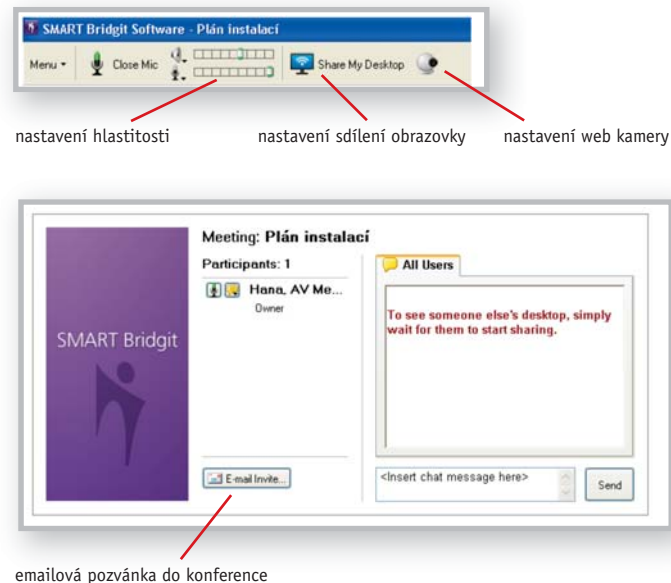 SMART Bridgit Software - Plán instalací
Menu Close Mic Share My Desktop
nastavení hlastitosti nastavení sdílení obrazovky nastavení web kamery
Meeting: Plán instalací
Participants: 1
All Users
Hana, AV Me...
Owner
To see someone else's desktop, simply
wait for them to start sharing.
SMART Bridgit
E-mail Invite...
<Insert chat message here>
Send
emailová pozvánka do konference